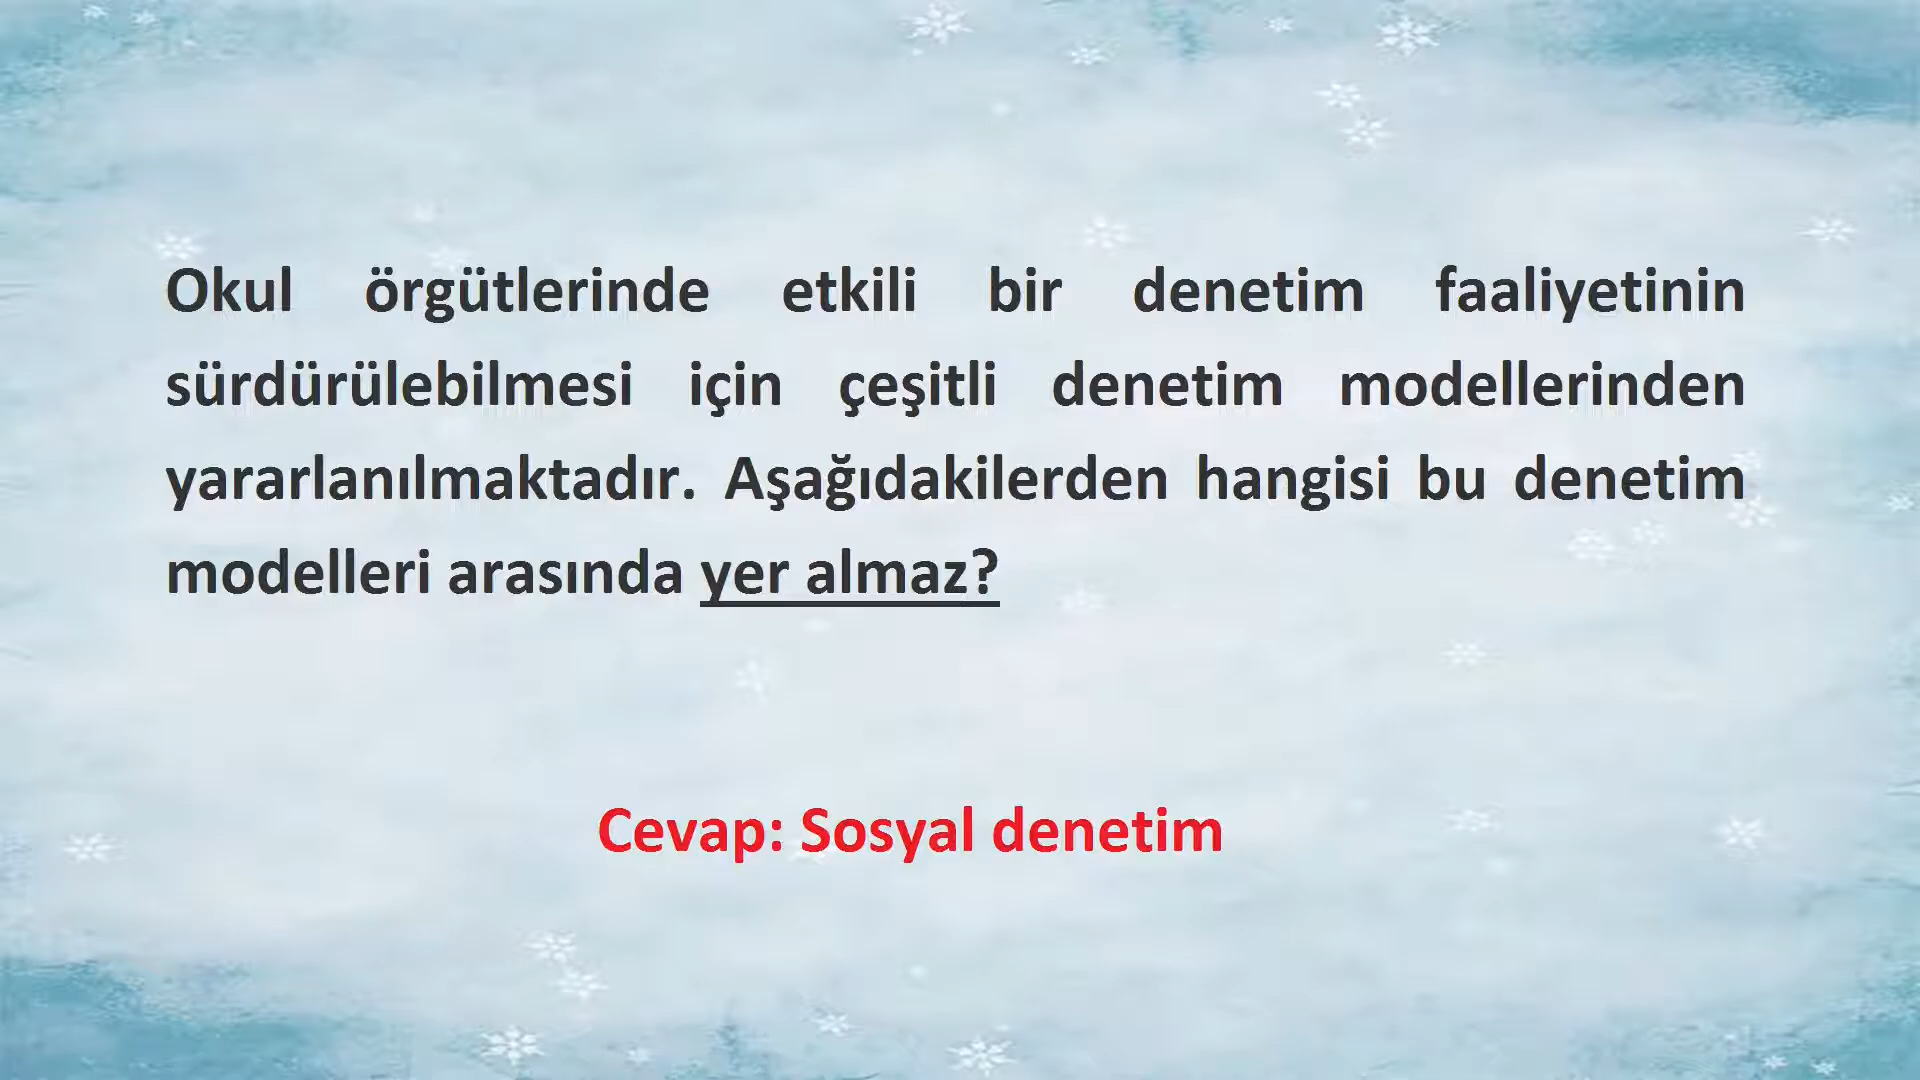 Okul örgütlerinde etkili bir denetim faaliyetinin
sürdürülebilmesi için çeşitli denetim modellerinden
yararlanılmaktadır. Aşağıdakilerden hangisi bu denetim
modelleri arasında yer almaz?
Cevap: Sosyal denetim